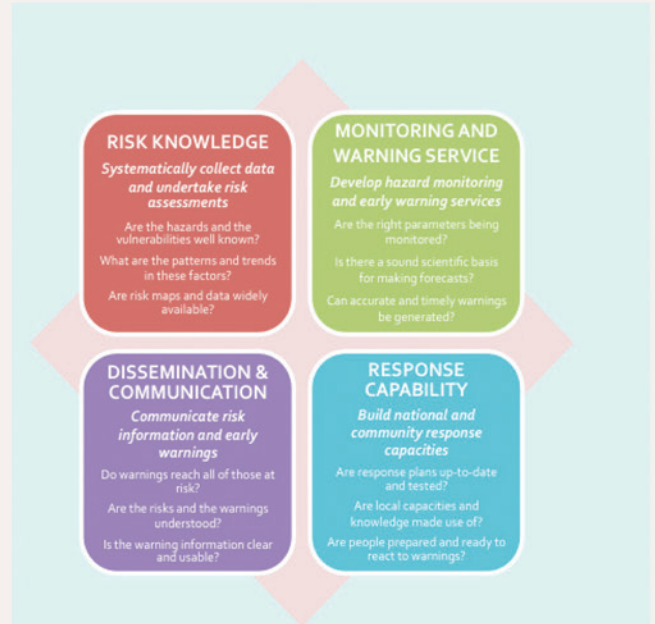 RISK KNOWLEDGE
Systematically collect data
and undertake risk
assessments
Are the hazards and the
vulnerabilities well known?
What are the patterns and trends
in these factors?
Are risk maps and data widely
available?
MONITORING AND
WARNING SERVICE
Develop hazard monitoring
and early warning services
Are the right parameters being
monitored?
Is there a sound scientific basis
for making forecasts?
Can accurate and timely warnings
be generated?
DISSEMINATION &
COMMUNICATION
Communicate risk
information and early
warnings
Do warnings reach all of those at
risk?
Are the risks and the warnings
understood?
Is the warning information clear
and usable?
RESPONSE
CAPABILITY
Build national and
community response
capacities
Are response plans up-to-date
and tested?
Are local capacities and
knowledge made use of?
Are people prepared and ready to
react to warnings?